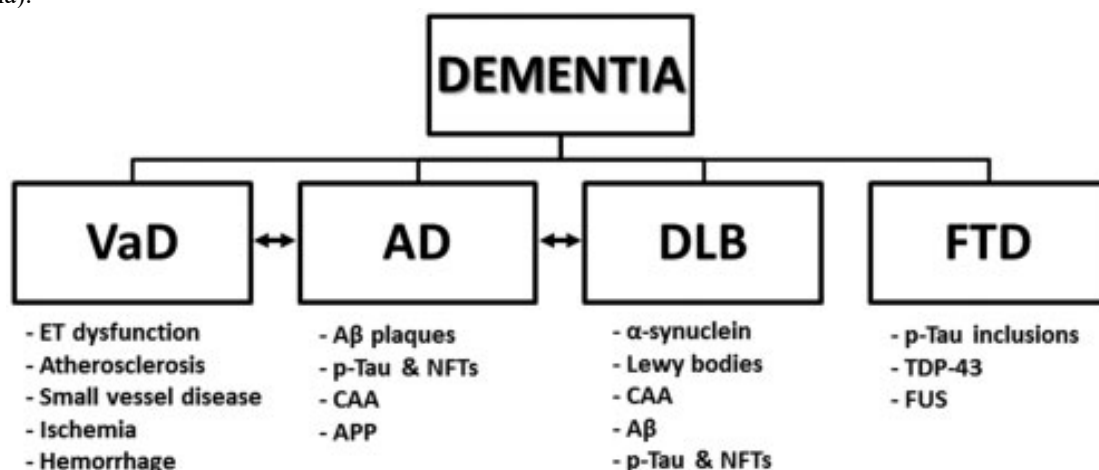 DEMENTIA
VaD
AD
DLB
FTD
- ET dysfunction
- Atherosclerosis
- Small vessel disease
- Ischemia
- Hemorrhage
- Aβ plaques
- p-Tau & NFTs
- CAA
- APP
- α-synuclein
- Lewy bodies
- CAA
- Aβ
- p-Tau & NFTs
- p-Tau inclusions
- TDP-43
- FUS